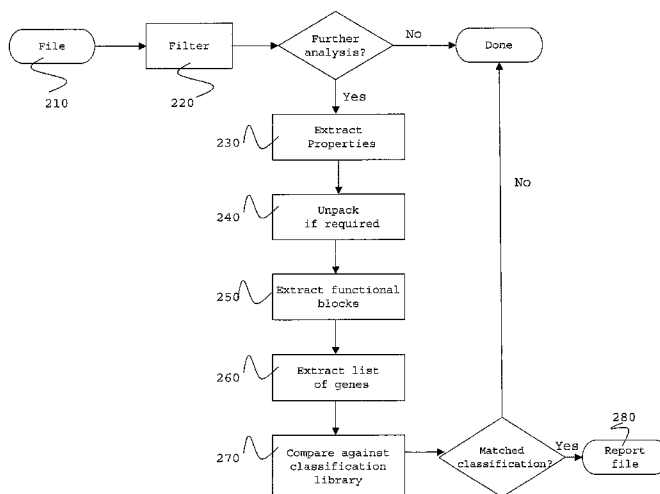 File
Filter
Further
analysis?
No
Done
210
220
Yes
230
Extract
Properties
No
240
Unpack
if required
250
Extract functional
blocks
260
Extract list
of genes
280
270
Compare against
classification
library
Matched
classification?
Yes
Report
file